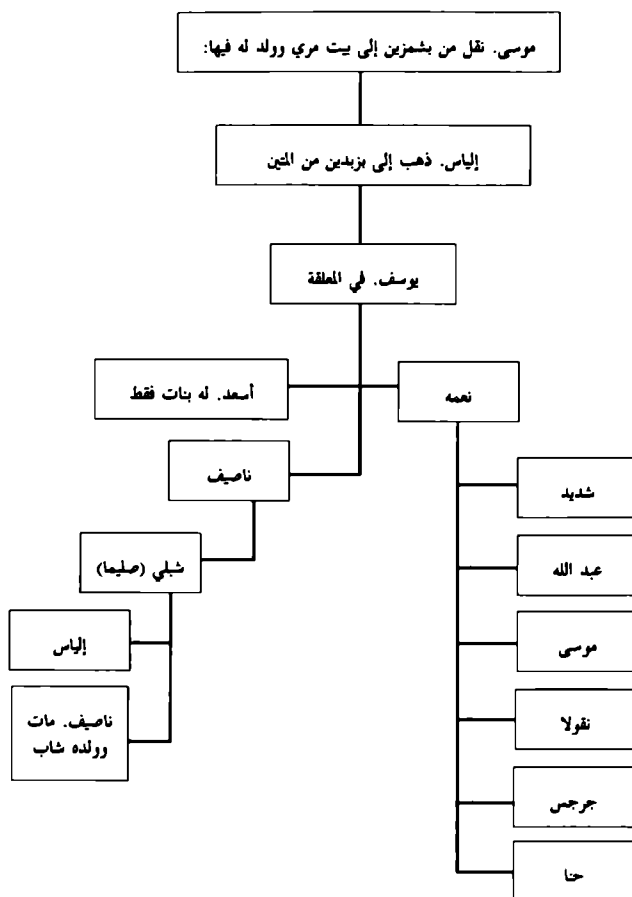 موسى. نقل من بشمزين إلى بيت مري وولد له فيها:
إلياس. ذهب إلى بزبدين من المتين
يوسف. في المعلقة
نعمه
أسعد. له بنات فقط
ناصيف
شديد
شبلي (صليما)
عبد الله
إلياس
موسى
ناصيف. مات
وولده شاب
نقولا
جرجس
حنا